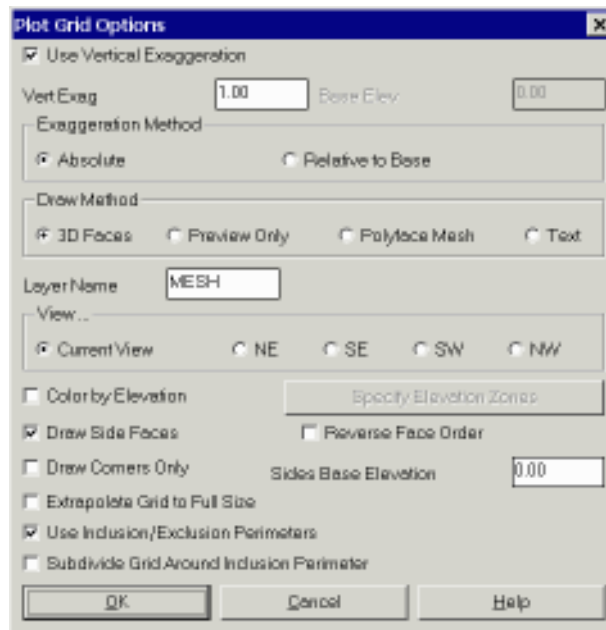 Plot Grid Options
Use Vertical Exaggeration
Vert Exag 1.00 Base Elev 0.00
Exaggeration Method
Absolute Relative to Base
Draw Method
3D Faces Preview Only Polyface Mesh Text
Layer Name MESH
View...
Current View NE SE SW NW
Color by Elevation Specify Elevation Zones
Draw Side Faces Reverse Face Order
Draw Corners Only Sides Base Elevation 0.00
Extrapolate Grid to Full Size
Use Inclusion/Exclusion Perimeters
Subdivide Grid Around Inclusion Perimeter
OK Cancel Help